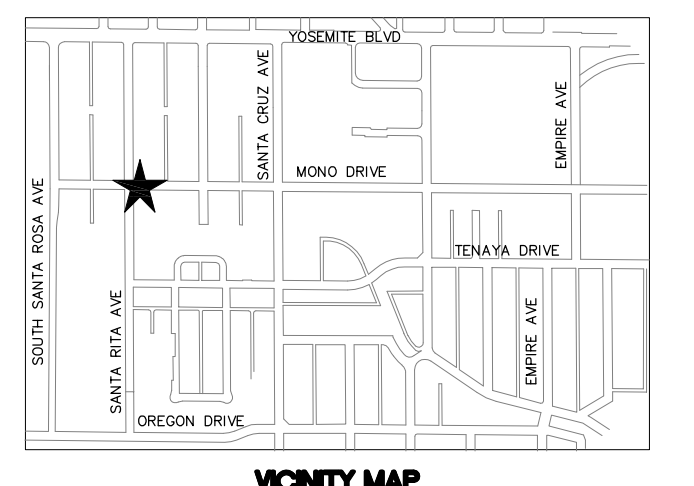 YOSEMITE BLVD
SANTA CRUZ AVE
EMPIRE AVE
MONO DRIVE
SOUTH SANTA ROSA AVE
TENAYA DRIVE
SANTA RITA AVE
EMPIRE AVE
OREGON DRIVE
VICINITY MAP